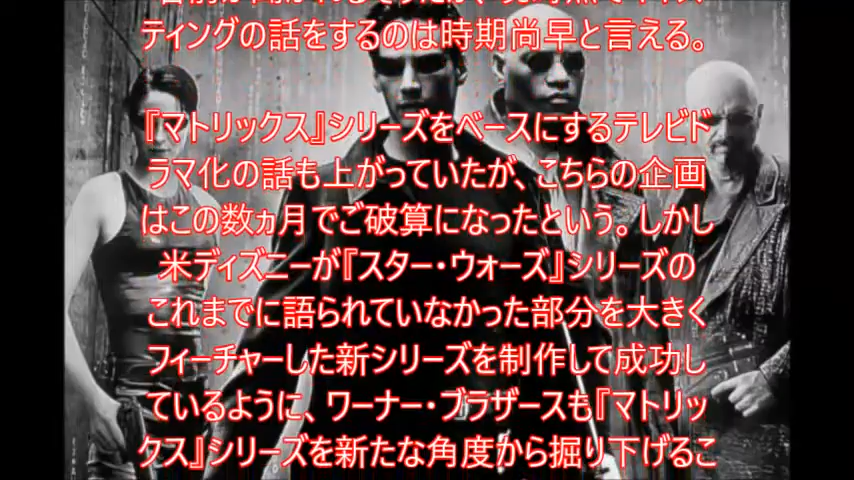 ティングの話をするのは時期尚早と言える。
『マトリックス』シリーズをベースにするテレビド
ラマ化の話も上がっていたが、こちらの企画
はこの数ヵ月でご破算になったという。しかし
米ディズニーが『スター・ウォーズ』シリーズの
これまでに語られていなかった部分を大きく
フィーチャーした新シリーズを制作して成功し
ているように、ワーナー・ブラザースも『マトリッ
クス』シリーズを新たな角度から掘り下げるこ